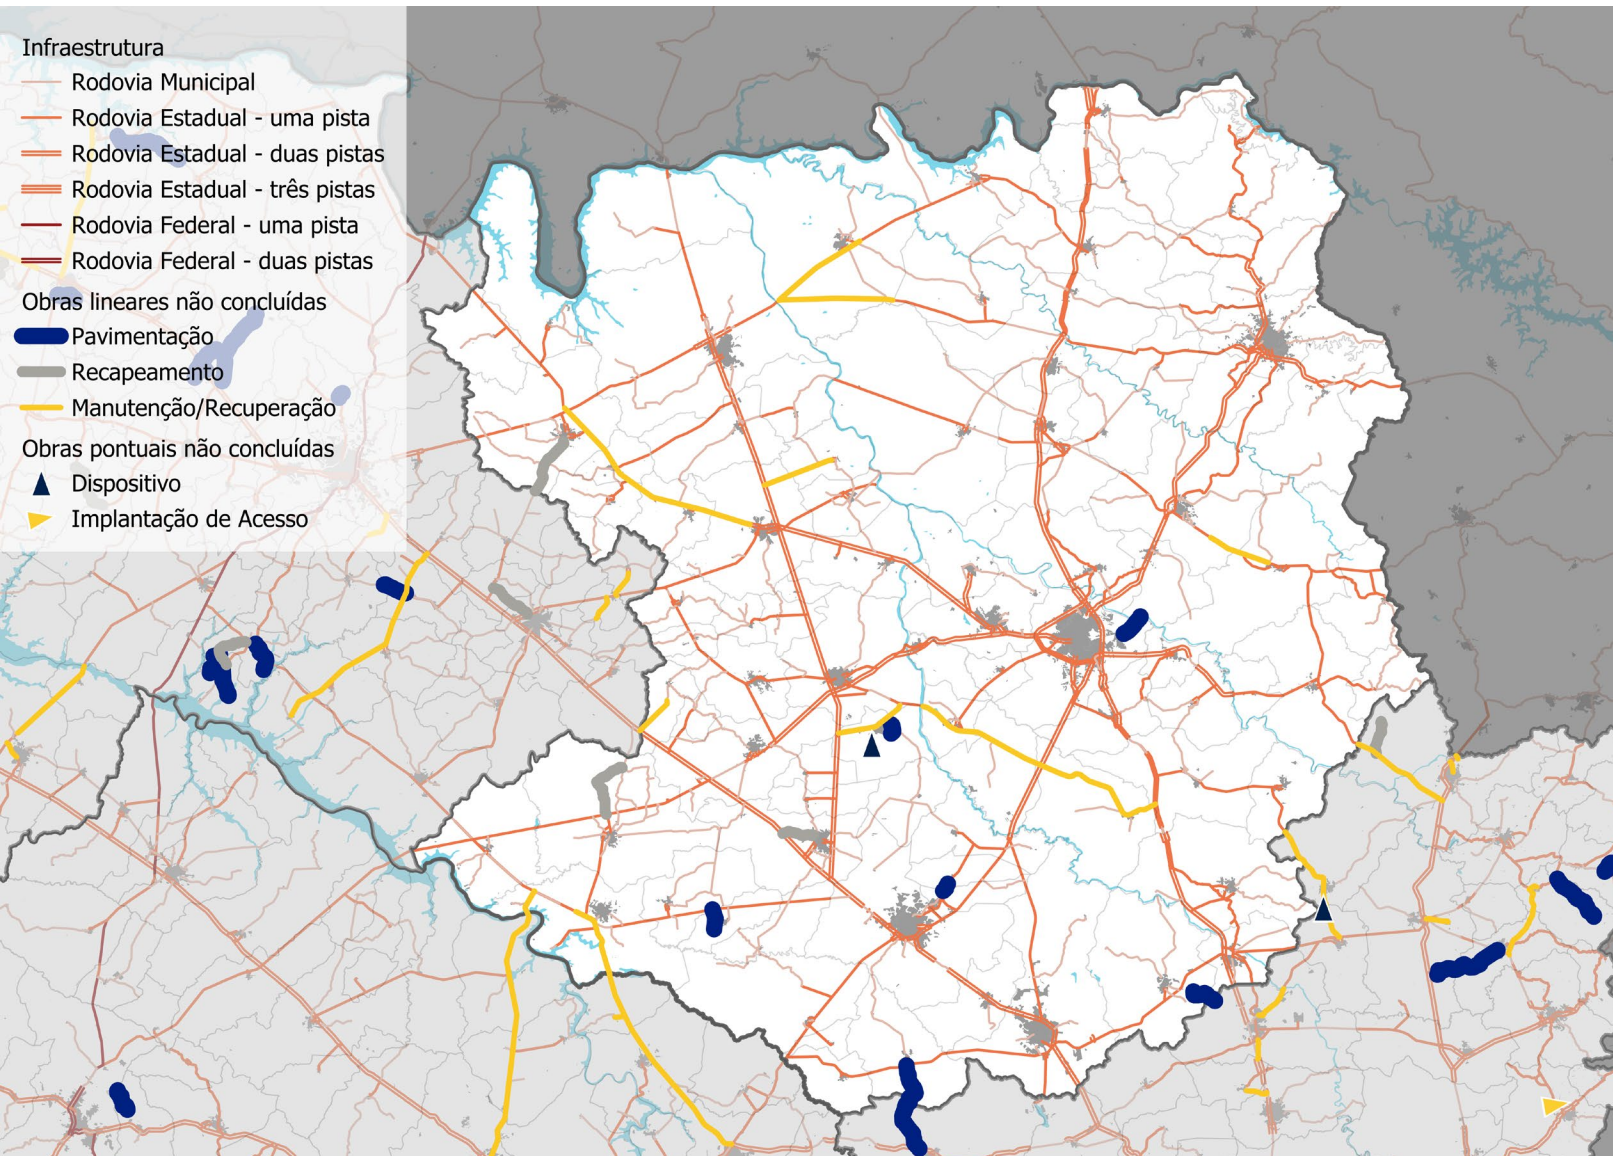 Infraestrutura
Rodovia Municipal
Rodovia Estadual - uma pista
Rodovia Estadual - duas pistas
Rodovia Estadual - três pistas
Rodovia Federal - uma pista
Rodovia Federal - duas pistas
Obras lineares não concluídas
Pavimentação
Recapeamento
Manutenção/Recuperação
Obras pontuais não concluídas
Dispositivo
Implantação de Acesso